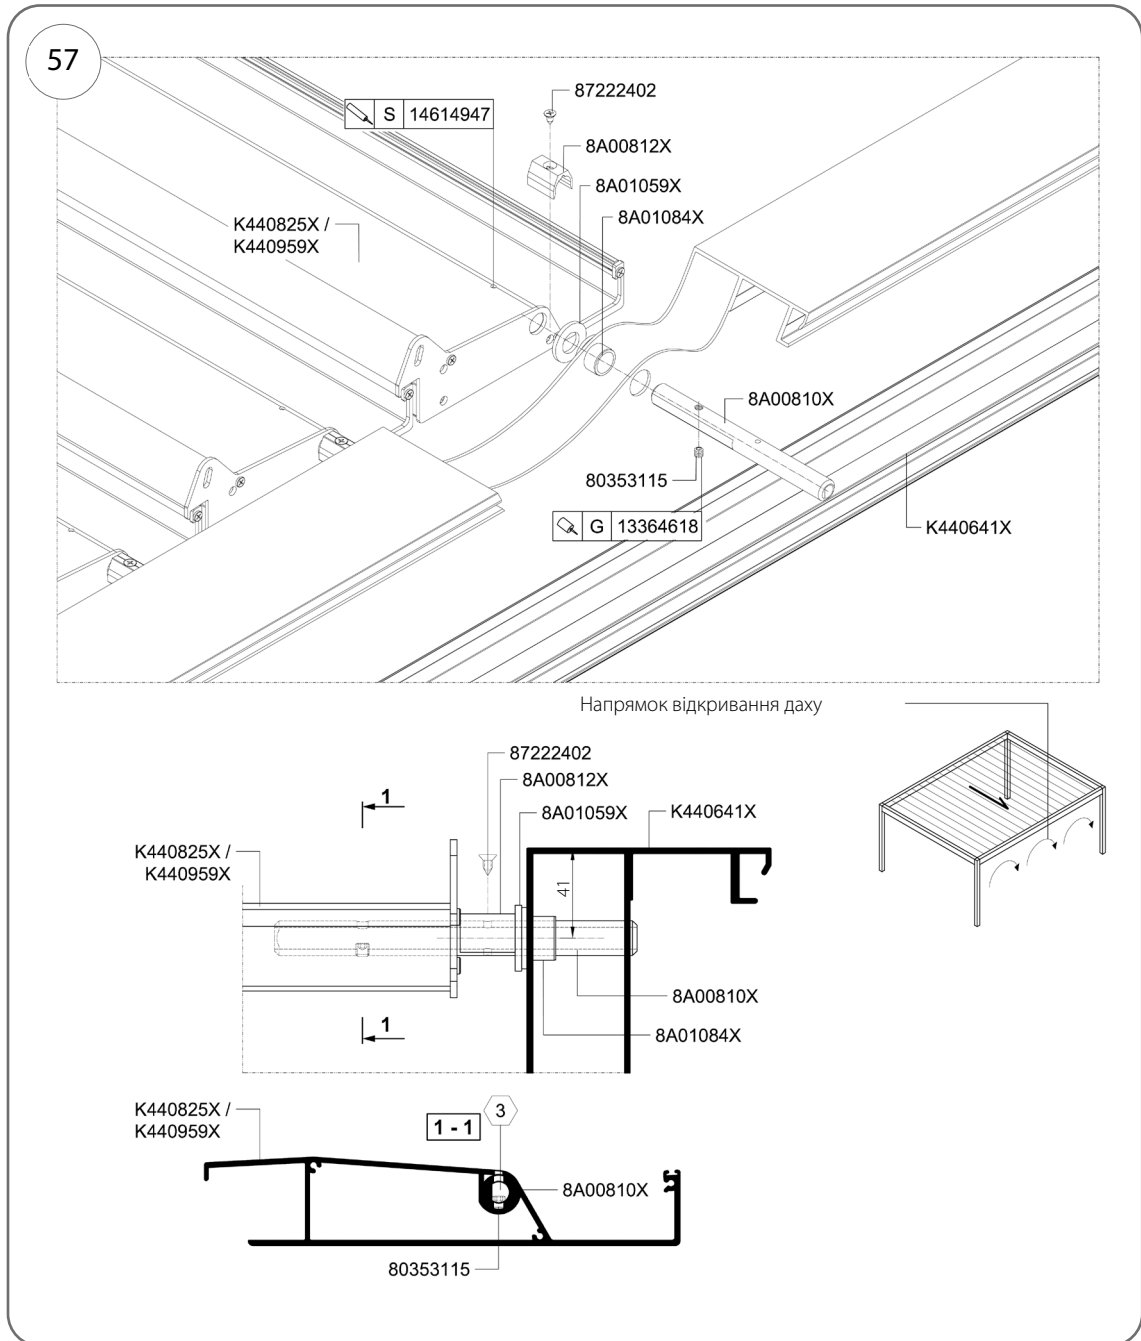 57
87222402
S 14614947
8A00812X
8A01059X
8A01084X
K440825X /
K440959X
8A00810X
80353115
G 13364618
K440641X
Напрямок відкривання даху
87222402
8A00812X
1
8A01059X
K440641X
K440825X /
K440959X
41
8A00810X
1
8A01084X
K440825X /
K440959X
3
1 - 1
8A00810X
80353115